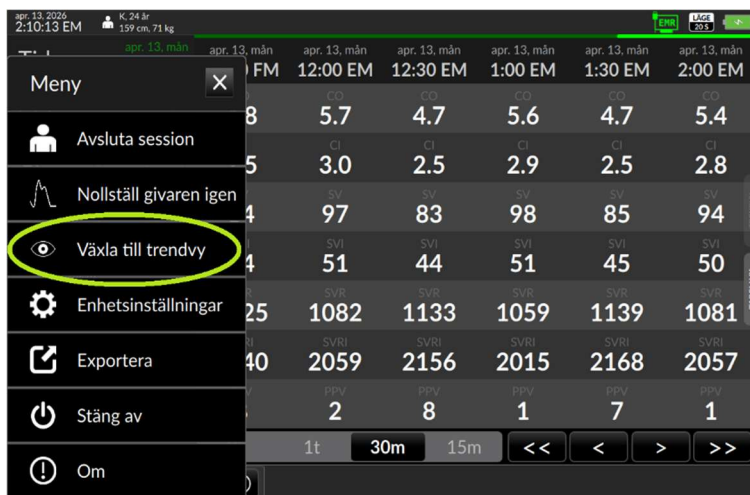 apr. 13, 2026
2:10:13 EM
K, 24 år
159 cm, 71 kg
EMR
LÄGE
20 S
apr. 13, mån apr. 13, mån apr. 13, mån apr. 13, mån apr. 13, mån apr. 13, mån apr. 13, mån
FM 12:00 EM 12:30 EM 1:00 EM 1:30 EM 2:00 EM
Meny X
CO CO CO CO CO
8 5.7 4.7 5.6 4.7 5.4
Avsluta session
CI CI CI CI CI
5 3.0 2.5 2.9 2.5 2.8
Nollställ givaren igen
SV SV SV SV SV
4 97 83 98 85 94
Växla till trendvy
SVI SVI SVI SVI SVI
4 51 44 51 45 50
Enhetsinställningar
SVR SVR SVR SVR SVR
25 1082 1133 1059 1139 1081
Exportera
SVRI SVRI SVRI SVRI SVRI
40 2059 2156 2015 2168 2057
Stäng av
PPV PPV PPV PPV PPV
2 8 1 7 1
1t 30m 15m << < > >>
Om